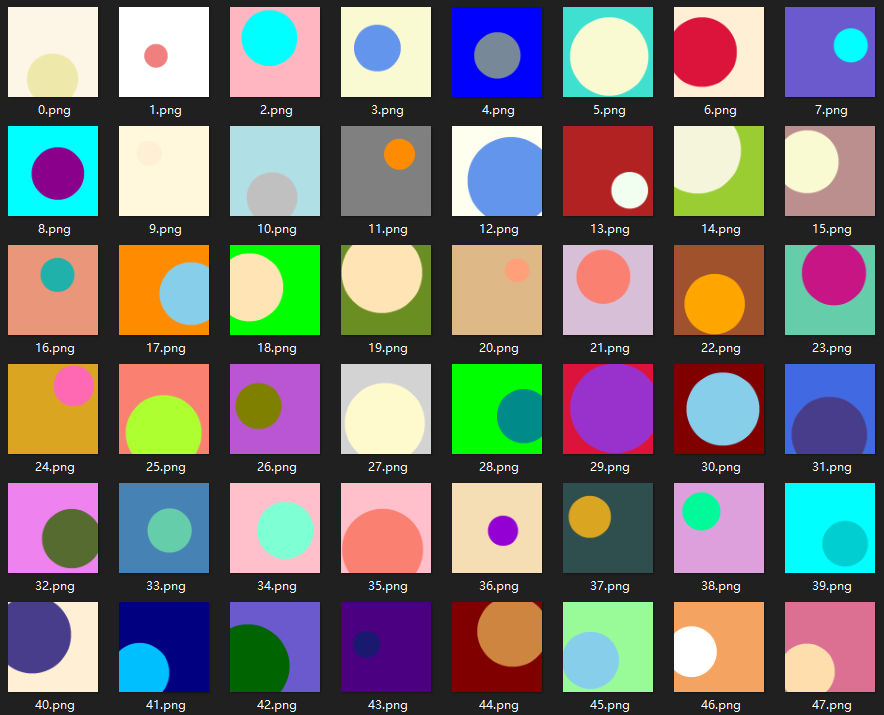 0.png 1.png 2.png 3.png 4.png 5.png 6.png 7.png
8.png 9.png 10.png 11.png 12.png 13.png 14.png 15.png
16.png 17.png 18.png 19.png 20.png 21.png 22.png 23.png
24.png 25.png 26.png 27.png 28.png 29.png 30.png 31.png
32.png 33.png 34.png 35.png 36.png 37.png 38.png 39.png
40.png 41.png 42.png 43.png 44.png 45.png 46.png 47.png